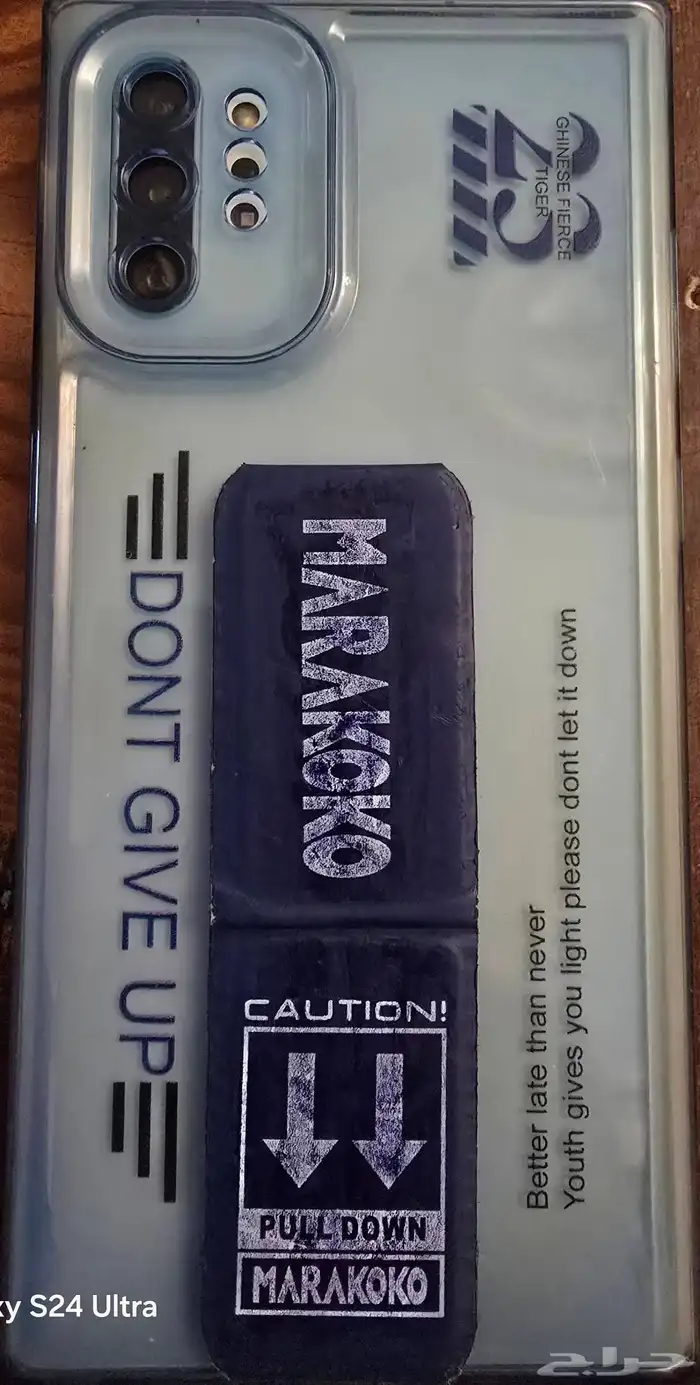 23
GHINESE FIERCE
TIGER
MARAKOKO
DONT GIVE UP
Better late than never
Youth gives you light please dont let it down
CAUTION!
PULL DOWN
MARAKOKO
xy S24 Ultra
حراج